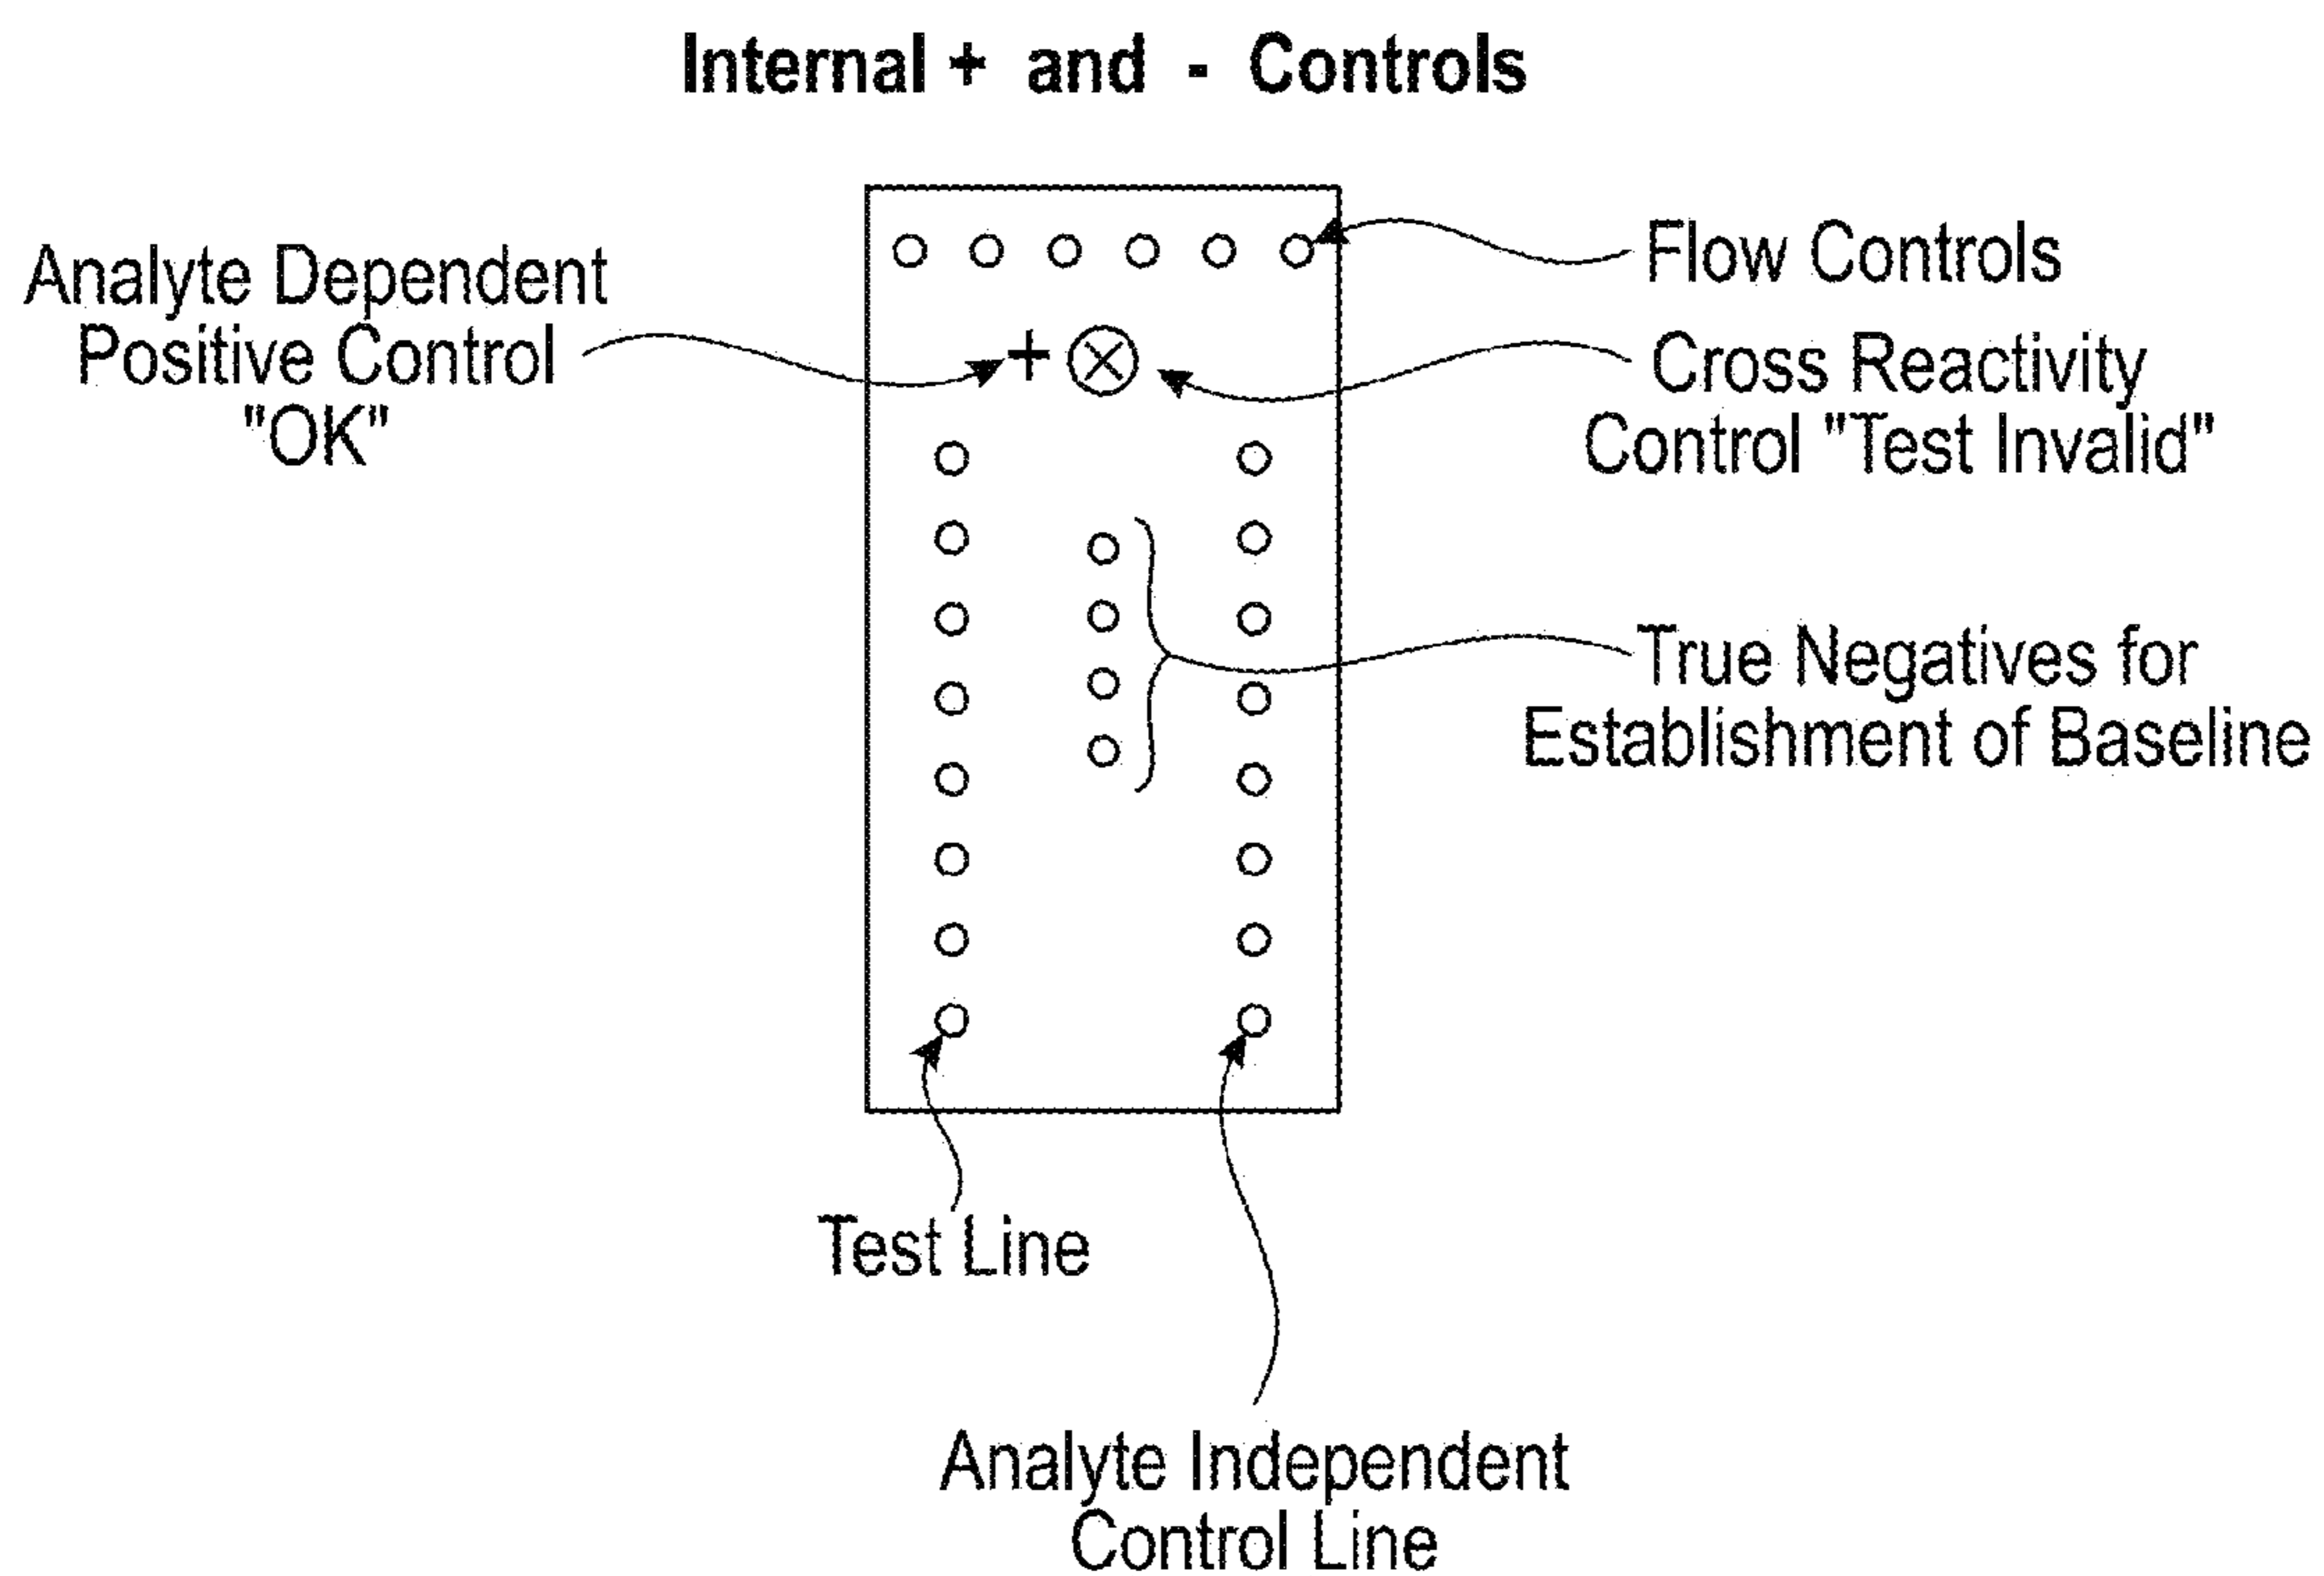 Internal + and - Controls
Analyte Dependent
Positive Control
"OK"
Flow Controls
+
Cross Reactivity
Control "Test Invalid"
True Negatives for
Establishment of Baseline
Test Line
Analyte Independent
Control Line